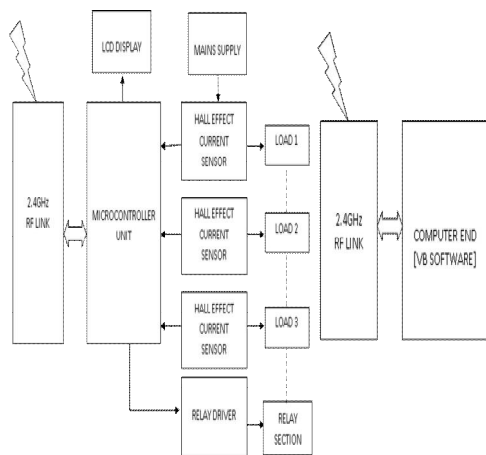 LCD DISPLAY
MAINS SUPPLY
2.4GHz
RF LINK
MICROCONTROLLER
UNIT
HALL EFFECT
CURRENT
SENSOR
LOAD 1
HALL EFFECT
CURRENT
SENSOR
LOAD 2
HALL EFFECT
CURRENT
SENSOR
LOAD 3
RELAY DRIVER
RELAY
SECTION
2.4GHz
RF LINK
COMPUTER END
[VB SOFTWARE]